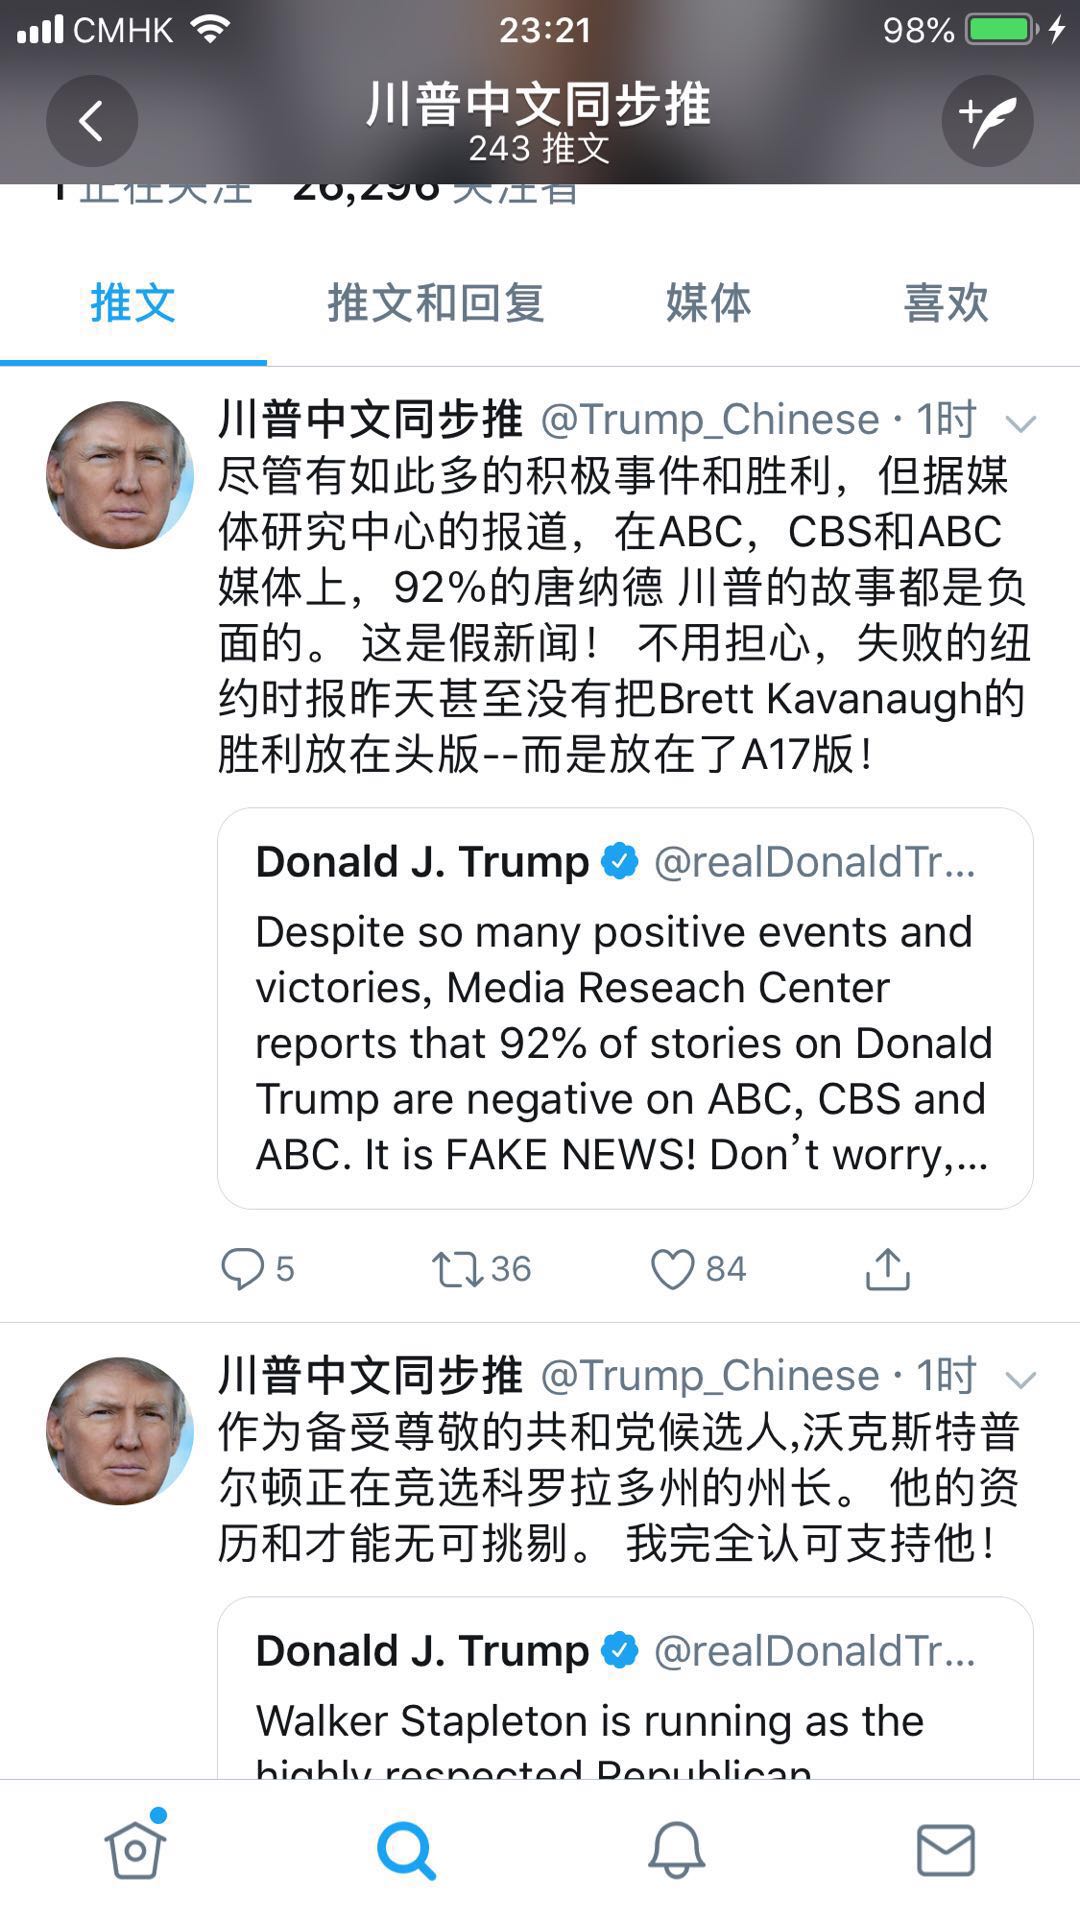 CMHK 23:21 98%
川普中文同步推
243 推文
1 正在关注 26,296 关注者
推文 推文和回复 媒体 喜欢
川普中文同步推 @Trump_Chinese · 1时
尽管有如此多的积极事件和胜利，但据媒
体研究中心的报道，在ABC，CBS和ABC
媒体上，92%的唐纳德 川普的故事都是负
面的。 这是假新闻！ 不用担心，失败的纽
约时报昨天甚至没有把Brett Kavanaugh的
胜利放在头版--而是放在了A17版！
Donald J. Trump @realDonaldTr...
Despite so many positive events and
victories, Media Reseach Center
reports that 92% of stories on Donald
Trump are negative on ABC, CBS and
ABC. It is FAKE NEWS! Don’t worry,...
5 36 84
川普中文同步推 @Trump_Chinese · 1时
作为备受尊敬的共和党候选人,沃克斯特普
尔顿正在竞选科罗拉多州的州长。 他的资
历和才能无可挑剔。 我完全认可支持他！
Donald J. Trump @realDonaldTr...
Walker Stapleton is running as the
highly respected Republican